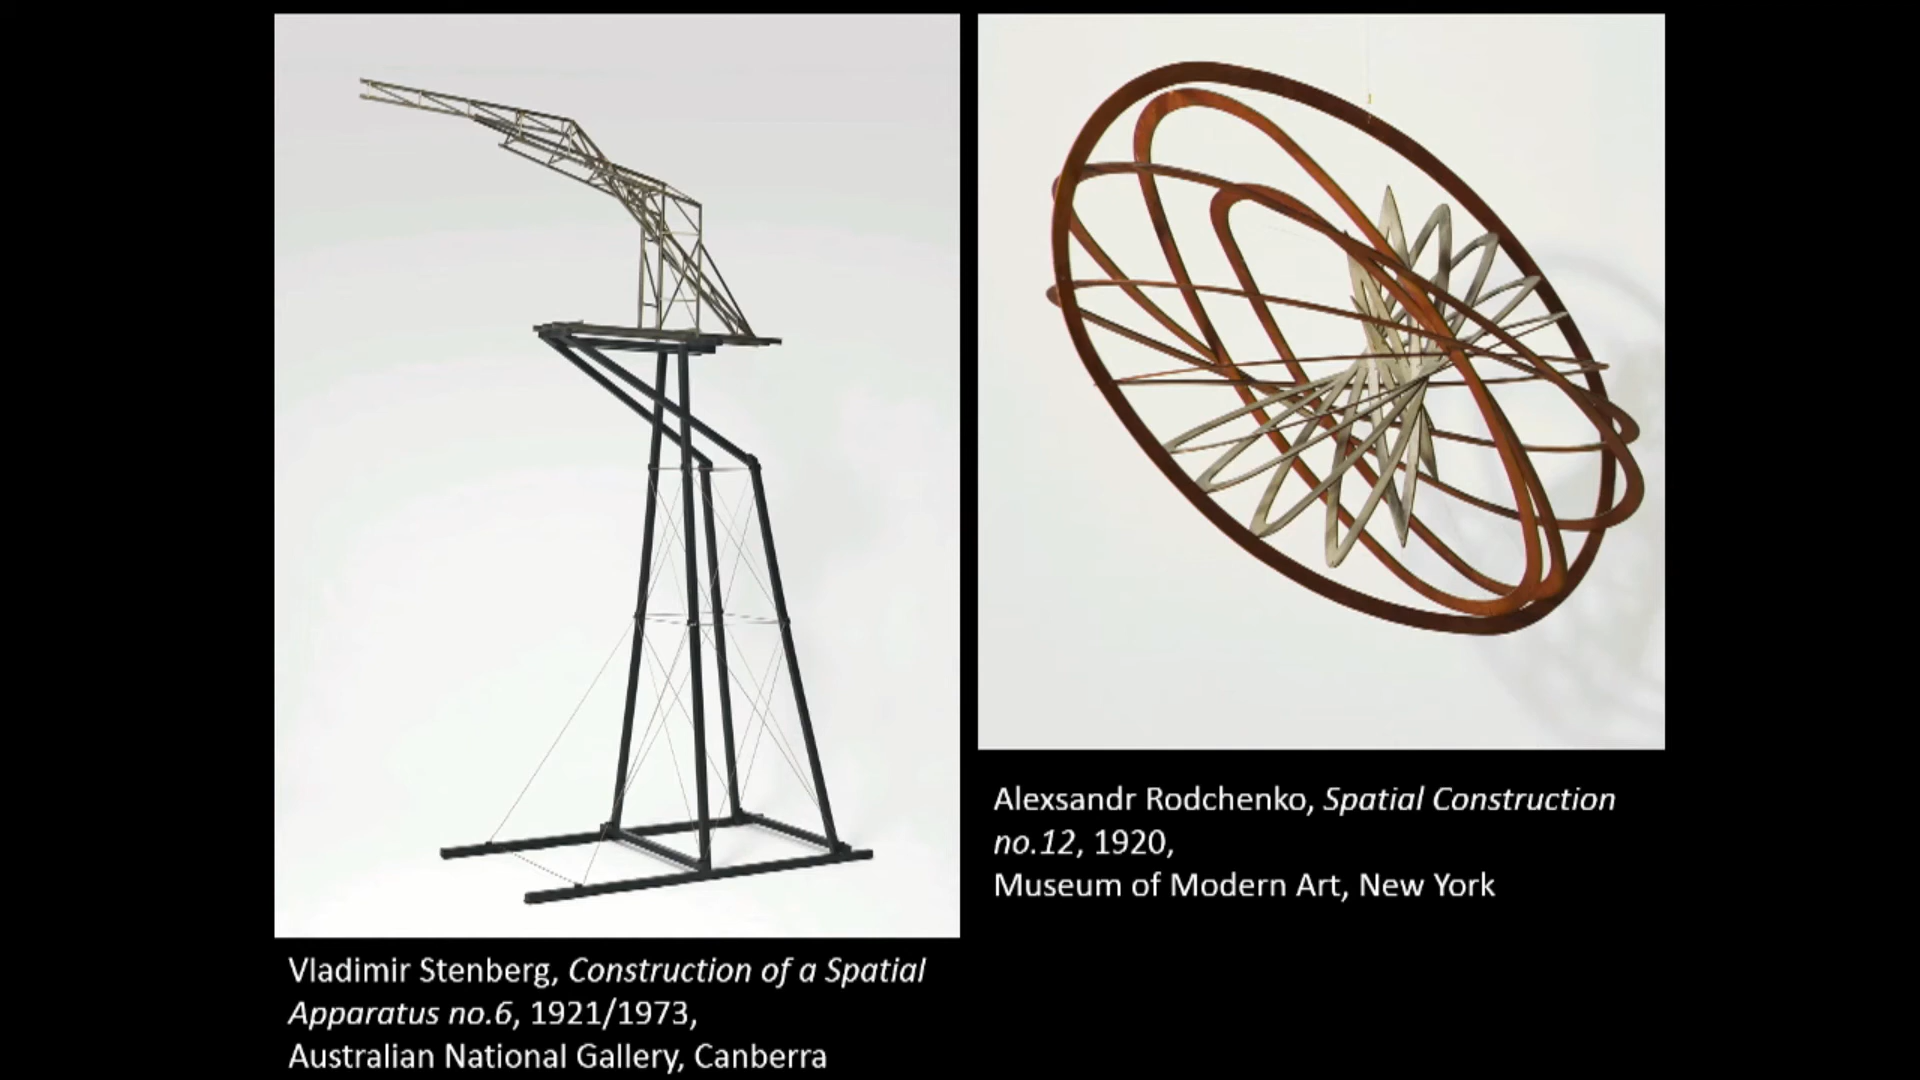 Vladimir Stenberg, Construction of a Spatial
Apparatus no.6, 1921/1973,
Australian National Gallery, Canberra
Alexsandr Rodchenko, Spatial Construction
no.12, 1920,
Museum of Modern Art, New York